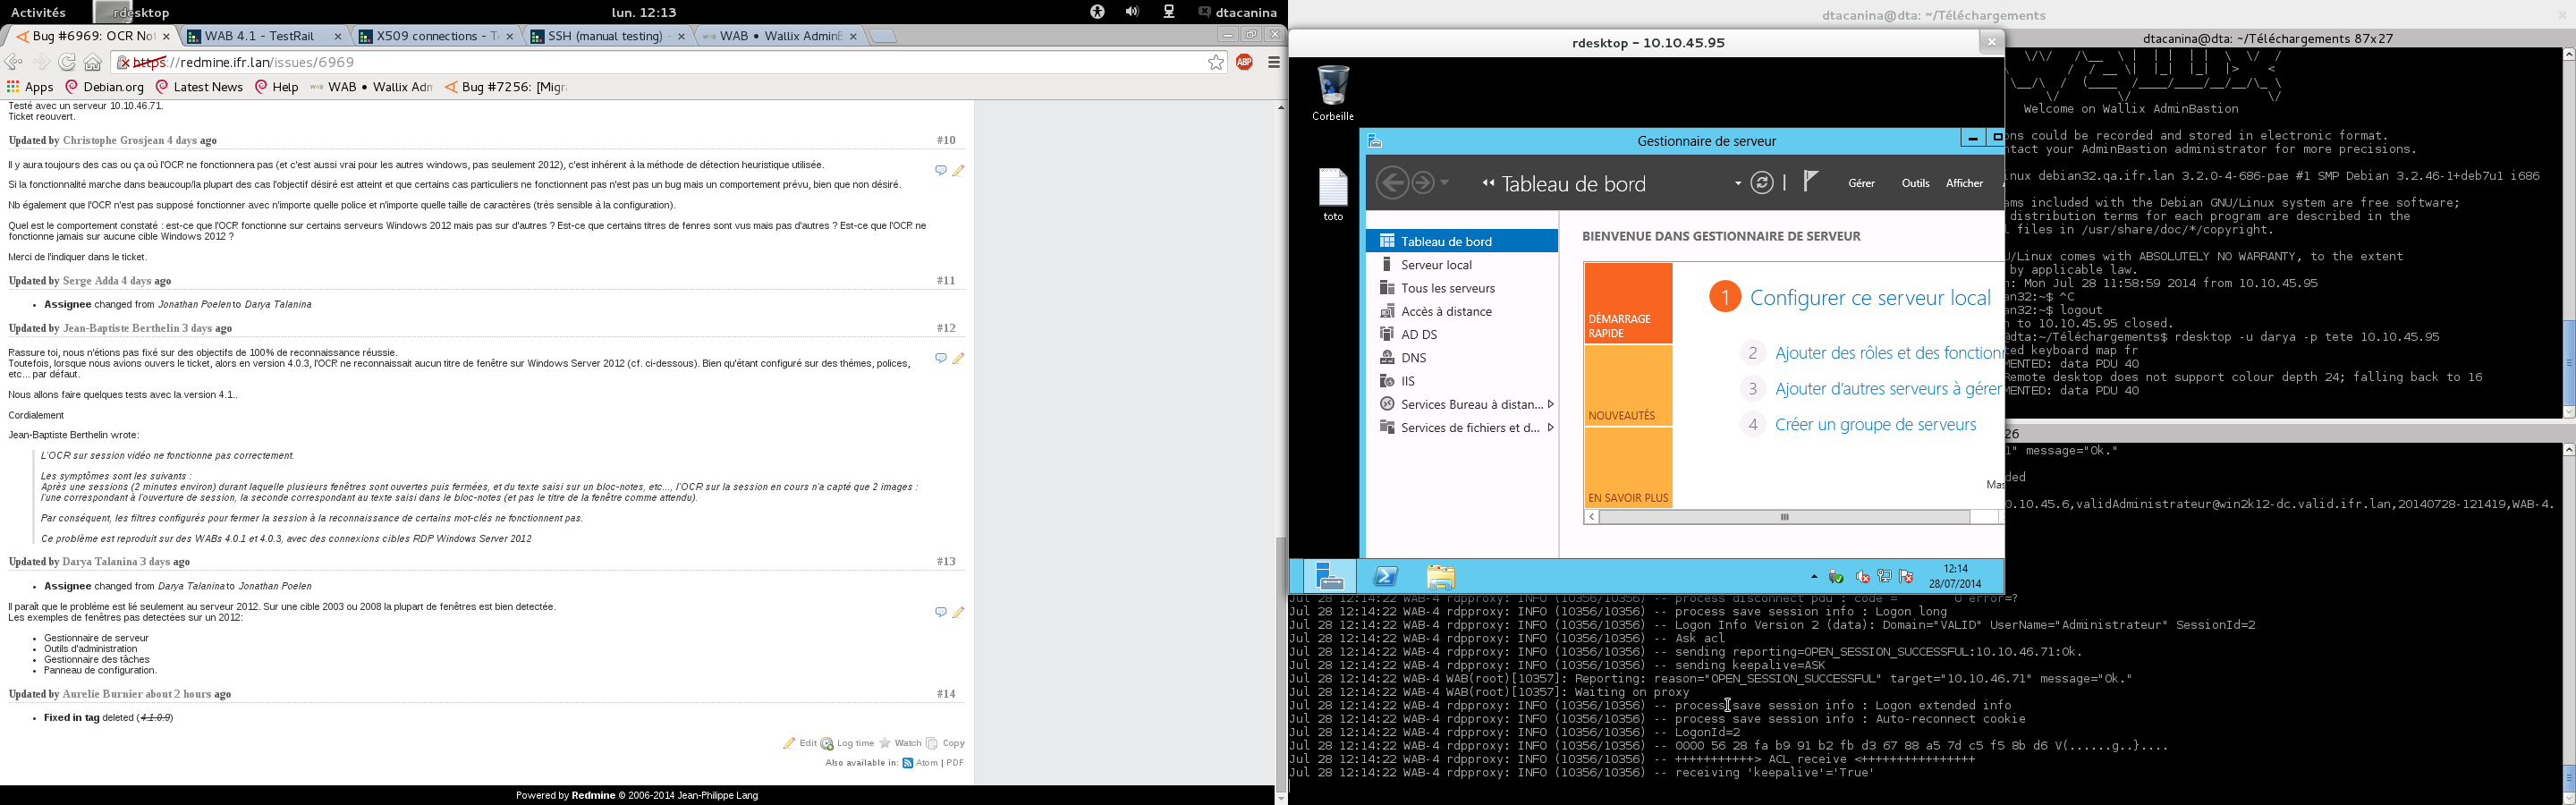 Activités
rdesktop
lun. 12:13
dtacanina
Bug #6969: OCR No
WAB 4.1 - TestRail
X509 connections - T
SSH (manual testing) -
WAB • Wallix AdminB
https://redmine.ifr.lan/issues/6969
Apps
Debian.org
Latest News
Help
WAB • Wallix Adm
Bug #7256: [Migr
Testé avec un serveur 10.10.46.71.
Ticket reouvert.
Updated by Christophe Grosjean 4 days ago
#10
Il y aura toujours des cas ou ça où l'OCR ne fonctionnera pas (et c'est aussi vrai pour les autres windows, pas seulement 2012), c'est inhérent à la méthode de détection heuristique utilisée.
Si la fonctionnalité marche dans beaucoup/la plupart des cas l'objectif désiré est atteint et que certains cas particuliers ne fonctionnent pas n'est pas un bug mais un comportement prévu, bien que non désiré.
Nb également que l'OCR n'est pas supposé fonctionner avec n'importe quelle police et n'importe quelle taille de caractères (très sensible à la configuration).
Quel est le comportement constaté : est-ce que l'OCR fonctionne sur certains serveurs Windows 2012 mais pas sur d'autres ? Est-ce que certains titres de fenres sont vus mais pas d'autres ? Est-ce que l'OCR ne
fonctionne jamais sur aucune cible Windows 2012 ?
Merci de l'indiquer dans le ticket.
Updated by Serge Adda 4 days ago
#11
Assignee changed from Jonathan Poelen to Darya Talanina
Updated by Jean-Baptiste Berthelin 3 days ago
#12
Rassure toi, nous n'étions pas fixé sur des objectifs de 100% de reconnaissance réussie.
Toutefois, lorsque nous avions ouvers le ticket, alors en version 4.0.3, l'OCR ne reconnaissait aucun titre de fenêtre sur Windows Server 2012 (cf. ci-dessous). Bien qu'étant configuré sur des thèmes, polices,
etc... par défaut.
Nous allons faire quelques tests avec la version 4.1..
Cordialement
Jean-Baptiste Berthelin wrote:
L'OCR sur session vidéo ne fonctionne pas correctement.
Les symptômes sont les suivants :
Après une sessions (2 minutes environ) durant laquelle plusieurs fenêtres sont ouvertes puis fermées, et du texte saisi sur un bloc-notes, etc..., l'OCR sur la session en cours n'a capté que 2 images :
l'une correspondant à l'ouverture de session, la seconde correspondant au texte saisi dans le bloc-notes (et pas le titre de la fenêtre comme attendu).
Par conséquent, les filtres configurés pour fermer la session à la reconnaissance de certains mot-clés ne fonctionnent pas.
Ce problème est reproduit sur des WABs 4.0.1 et 4.0.3, avec des connexions cibles RDP Windows Server 2012
Updated by Darya Talanina 3 days ago
#13
Assignee changed from Darya Talanina to Jonathan Poelen
Il paraît que le problème est lié seulement au serveur 2012. Sur une cible 2003 ou 2008 la plupart de fenêtres est bien detectée.
Les exemples de fenêtres pas detectées sur un 2012:
Gestionnaire de serveur
Outils d'administration
Gestionnaire des tâches
Panneau de configuration.
Updated by Aurelie Burnier about 2 hours ago
#14
Fixed in tag deleted (4.1.0.9)
Edit Log time Watch Copy
Also available in: Atom | PDF
Powered by Redmine © 2006-2014 Jean-Philippe Lang
rdesktop - 10.10.45.95
Corbeille
toto
Gestionnaire de serveur
Tableau de bord
Gérer
Outils
Afficher
Tableau de bord
Serveur local
Tous les serveurs
Accès à distance
AD DS
DNS
IIS
Services Bureau à distan...
Services de fichiers et d...
BIENVENUE DANS GESTIONNAIRE DE SERVEUR
DÉMARRAGE
RAPIDE
NOUVEAUTÉS
EN SAVOIR PLUS
1 Configurer ce serveur local
2 Ajouter des rôles et des fonction
3 Ajouter d'autres serveurs à gérer
4 Créer un groupe de serveurs
Mas
12:14
28/07/2014
dtacanina@dta: ~/Téléchargements
dtacanina@dta: ~/Téléchargements 87x27
Welcome on Wallix AdminBastion
ns could be recorded and stored in electronic format.
ntact your AdminBastion administrator for more precisions.
inux debian32.qa.ifr.lan 3.2.0-4-686-pae #1 SMP Debian 3.2.46-1+deb7u1 i686
ams included with the Debian GNU/Linux system are free software;
distribution terms for each program are described in the
l files in /usr/share/doc/*/copyright.
U/Linux comes with ABSOLUTELY NO WARRANTY, to the extent
by applicable law.
n: Mon Jul 28 11:58:59 2014 from 10.10.45.95
an32:~$ ^C
an32:~$ logout
n to 10.10.45.95 closed.
@dta:~/Téléchargements$ rdesktop -u darya -p tete 10.10.45.95
ted keyboard map fr
MENTED: data PDU 40
Remote desktop does not support colour depth 24; falling back to 16
MENTED: data PDU 40
26
1" message="Ok."
ded
0.10.45.6,validAdministrateur@win2k12-dc.valid.ifr.lan,20140728-121419,WAB-4.
Jul 28 12:14:22 WAB-4 rdpproxy: INFO (10356/10356) -- process disconnect pdu : code = 0 error=?
Jul 28 12:14:22 WAB-4 rdpproxy: INFO (10356/10356) -- process save session info : Logon long
Jul 28 12:14:22 WAB-4 rdpproxy: INFO (10356/10356) -- Logon Info Version 2 (data): Domain="VALID" UserName="Administrateur" SessionId=2
Jul 28 12:14:22 WAB-4 rdpproxy: INFO (10356/10356) -- Ask acl
Jul 28 12:14:22 WAB-4 rdpproxy: INFO (10356/10356) -- sending reporting=OPEN_SESSION_SUCCESSFUL:10.10.46.71:Ok.
Jul 28 12:14:22 WAB-4 rdpproxy: INFO (10356/10356) -- sending keepalive=ASK
Jul 28 12:14:22 WAB-4 WAB(root)[10357]: Reporting: reason="OPEN_SESSION_SUCCESSFUL" target="10.10.46.71" message="Ok."
Jul 28 12:14:22 WAB-4 WAB(root)[10357]: Waiting on proxy
Jul 28 12:14:22 WAB-4 rdpproxy: INFO (10356/10356) -- process save session info : Logon extended info
Jul 28 12:14:22 WAB-4 rdpproxy: INFO (10356/10356) -- process save session info : Auto-reconnect cookie
Jul 28 12:14:22 WAB-4 rdpproxy: INFO (10356/10356) -- LogonId=2
Jul 28 12:14:22 WAB-4 rdpproxy: INFO (10356/10356) -- 0000 56 28 fa b9 91 b2 fb d3 67 88 a5 7d c5 f5 8b d6 V(......g..}....
Jul 28 12:14:22 WAB-4 rdpproxy: INFO (10356/10356) -- +++++++++++> ACL receive <++++++++++++++++
Jul 28 12:14:22 WAB-4 rdpproxy: INFO (10356/10356) -- receiving 'keepalive'='True'